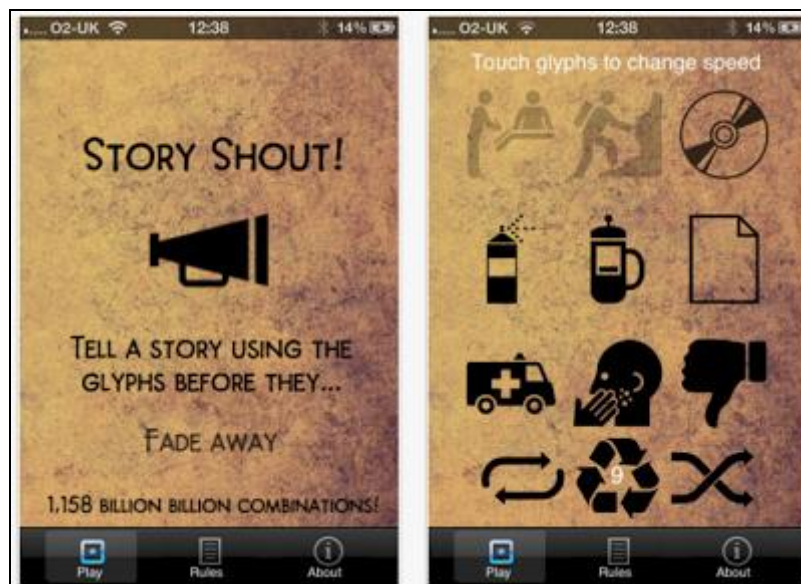 O2-UK 12:38 14%
STORY SHOUT!
TELL A STORY USING THE
GLYPHS BEFORE THEY...
FADE AWAY
1,158 BILLION BILLION COMBINATIONS!
Play Rules About
O2-UK 12:38 14%
Touch glyphs to change speed
9
Play Rules About